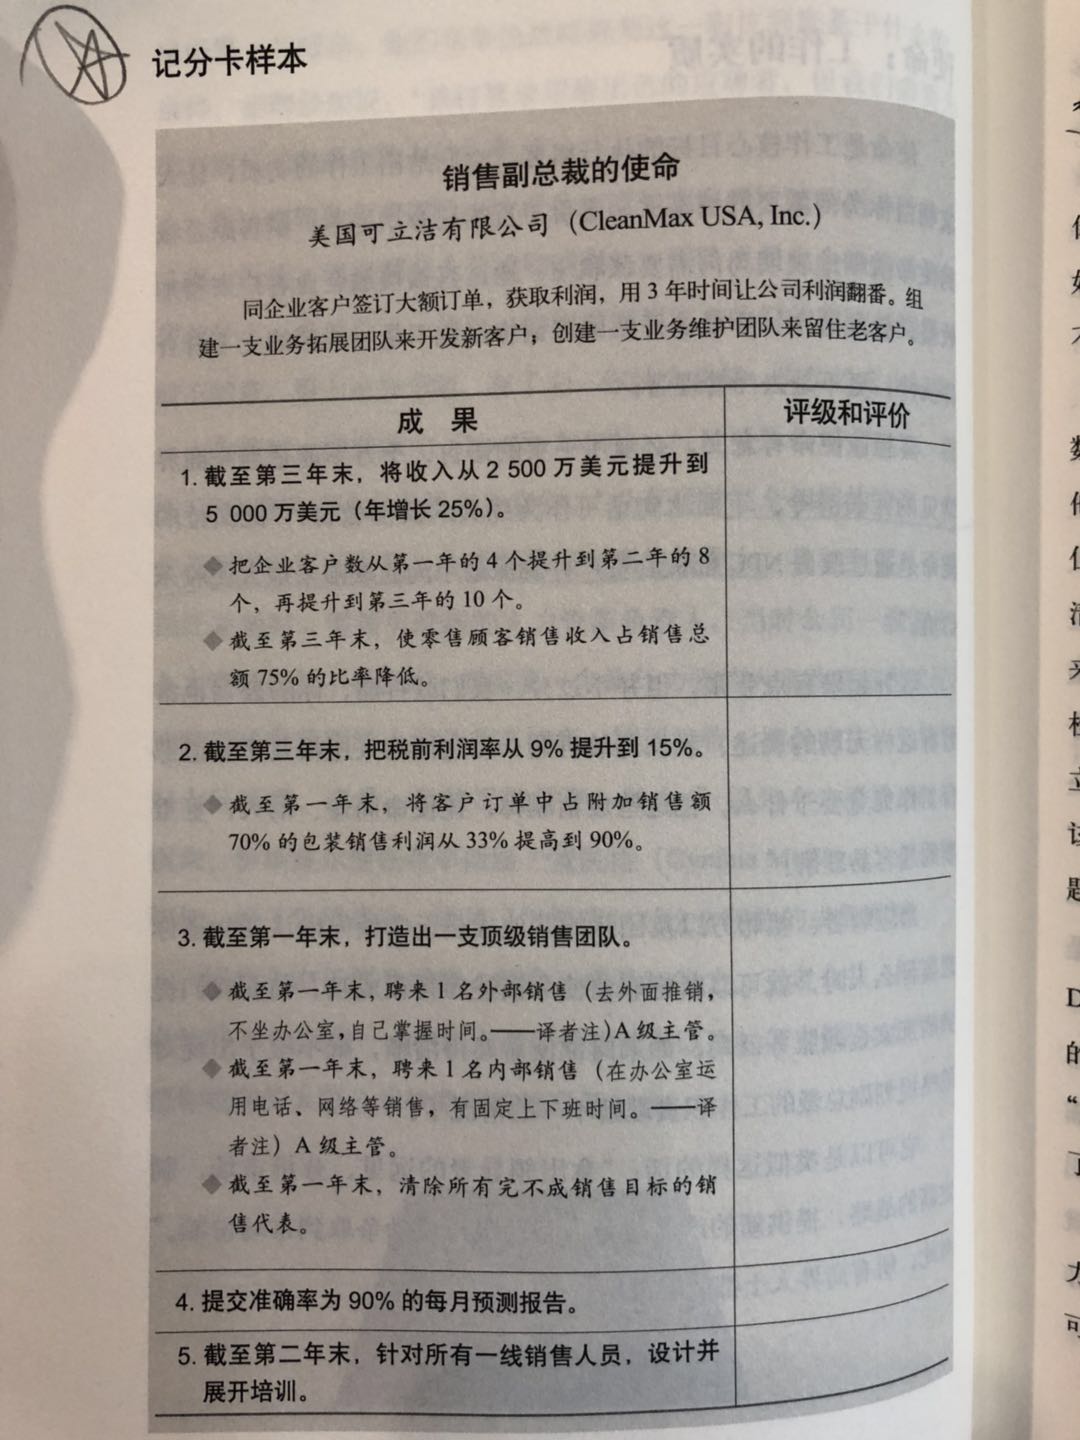 记分卡样本
销售副总裁的使命
美国可立洁有限公司（CleanMax USA, Inc.）
同企业客户签订大额订单，获取利润，用 3 年时间让公司利润翻番。组
建一支业务拓展团队来开发新客户；创建一支业务维护团队来留住老客户。
成 果
评级和评价
1. 截至第三年末，将收入从 2 500 万美元提升到
5 000 万美元（年增长 25%）。
◆ 把企业客户数从第一年的 4 个提升到第二年的 8
个，再提升到第三年的 10 个。
◆ 截至第三年末，使零售顾客销售收入占销售总
额 75% 的比率降低。
2. 截至第三年末，把税前利润率从 9% 提升到 15%。
◆ 截至第一年末，将客户订单中占附加销售额
70% 的包装销售利润从 33% 提高到 90%。
3. 截至第一年末，打造出一支顶级销售团队。
◆ 截至第一年末，聘来 1 名外部销售（去外面推销，
不坐办公室，自己掌握时间。——译者注）A 级主管。
◆ 截至第一年末，聘来 1 名内部销售（在办公室运
用电话、网络等销售，有固定上下班时间。——译
者注）A 级主管。
◆ 截至第一年末，清除所有完不成销售目标的销
售代表。
4. 提交准确率为 90% 的每月预测报告。
5. 截至第二年末，针对所有一线销售人员，设计并
展开培训。